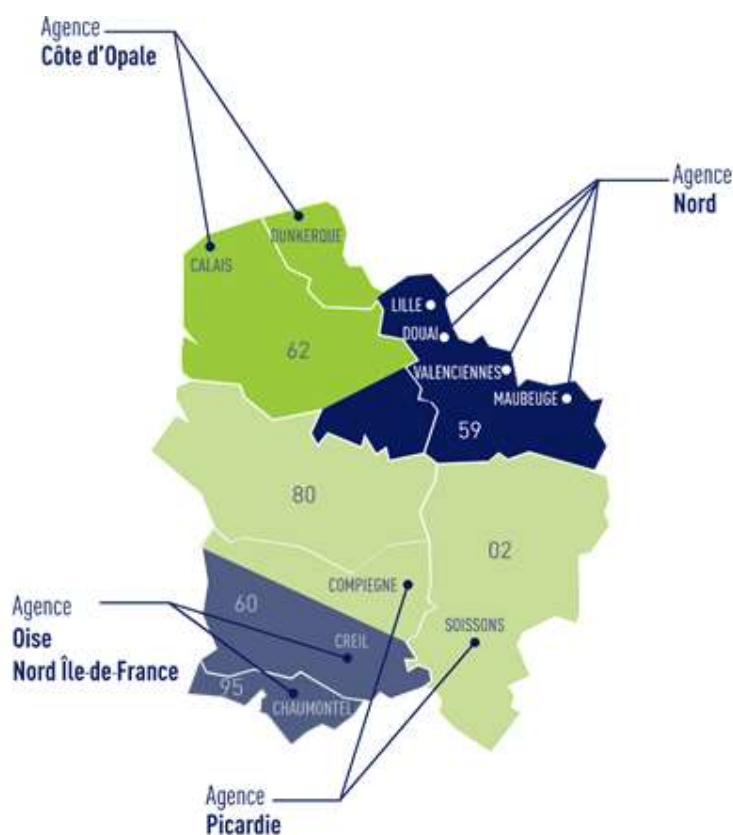 Agence
Côte d'Opale
Agence
Nord
DUNKERQUE
CALAIS
LILLE
DOUAI
62
VALENCIENNES
MAUBEUGE
59
80
02
COMPIEGNE
Agence
Oise
Nord Île-de-France
60
CREIL
SOISSONS
95
CHAUMONTEL
Agence
Picardie